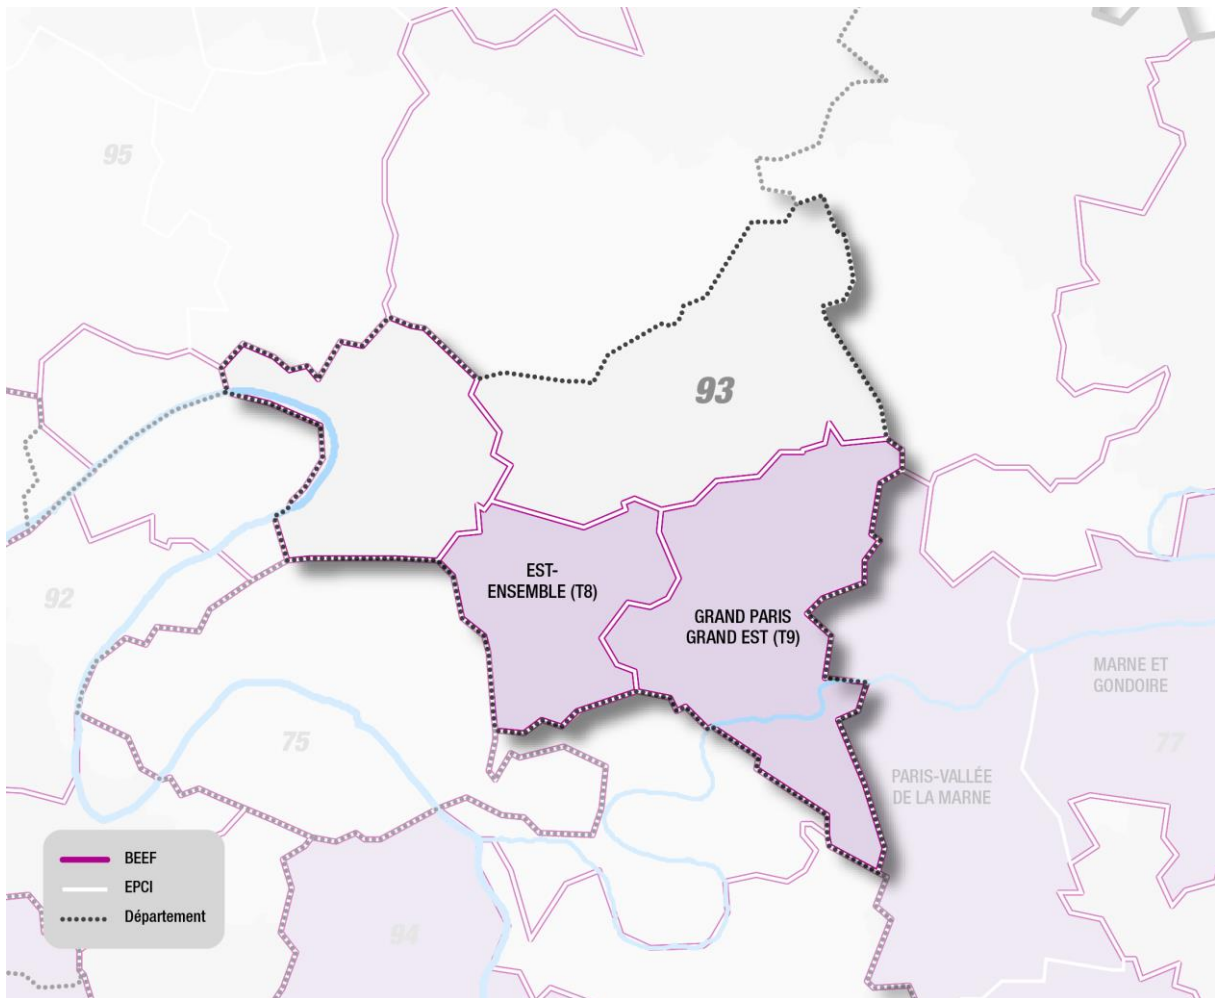 95
93
92
EST-
ENSEMBLE (T8)
GRAND PARIS
GRAND EST (T9)
MARNE ET
GONDOIRE
75
77
PARIS-VALLÉE
DE LA MARNE
BEEF
EPCI
Département
94